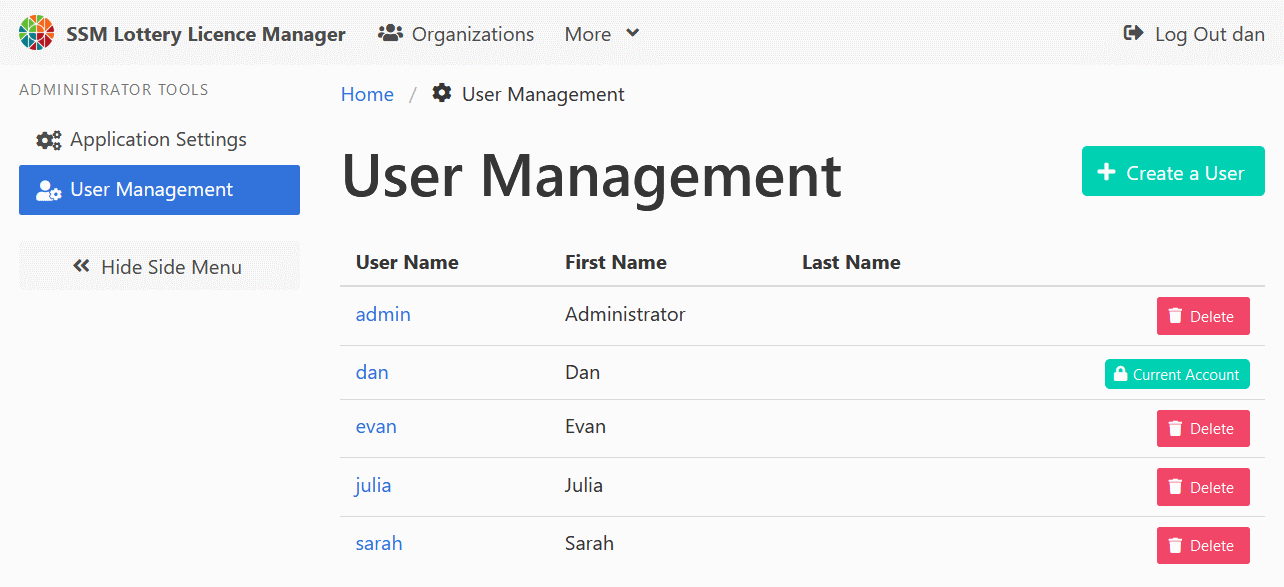 SSM Lottery Licence Manager Organizations More Log Out dan
ADMINISTRATOR TOOLS
Application Settings
User Management
Hide Side Menu
Home / User Management
User Management
Create a User
User Name First Name Last Name
admin Administrator Delete
dan Dan Current Account
evan Evan Delete
julia Julia Delete
sarah Sarah Delete